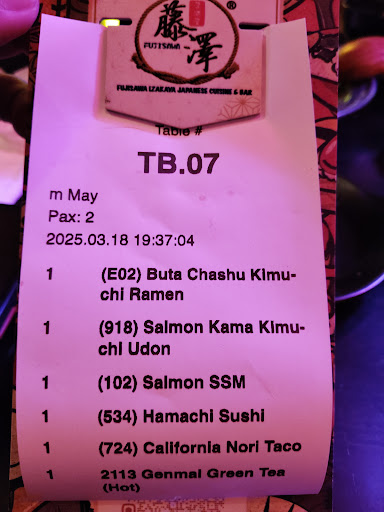 藤
澤
®
FUJISAWA
FUJISAWA IZAKAYA JAPANESE CUISINE & BAR
Table #
TB.07
m May
Pax: 2
2025.03.18 19:37:04
1 (E02) Buta Chashu Kimu-
chi Ramen
1 (918) Salmon Kama Kimu-
chi Udon
1 (102) Salmon SSM
1 (534) Hamachi Sushi
1 (724) California Nori Taco
1 2113 Genmai Green Tea
(Hot)